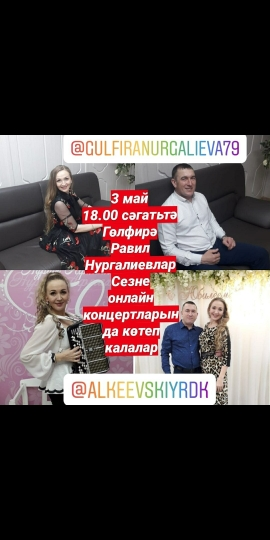 @GULFIRANURGALIEVA79
3 май
18.00 сәгатьтә
Гөлфирә
Равил
Нургалиевлар
Сезне
онлайн
концертларын
да көтеп
калалар
@ALKEEVSKIYRDK